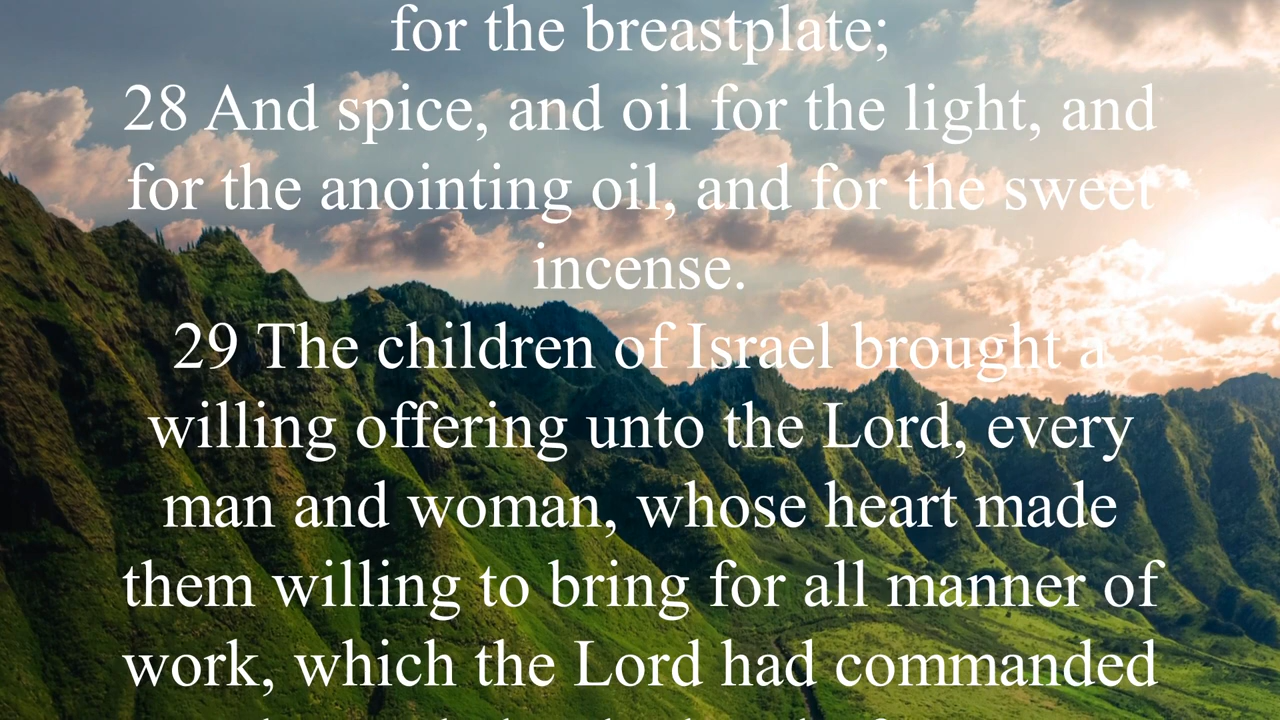 for the breastplate;
28 And spice, and oil for the light, and
for the anointing oil, and for the sweet
incense.
29 The children of Israel brought a
willing offering unto the Lord, every
man and woman, whose heart made
them willing to bring for all manner of
work, which the Lord had commanded